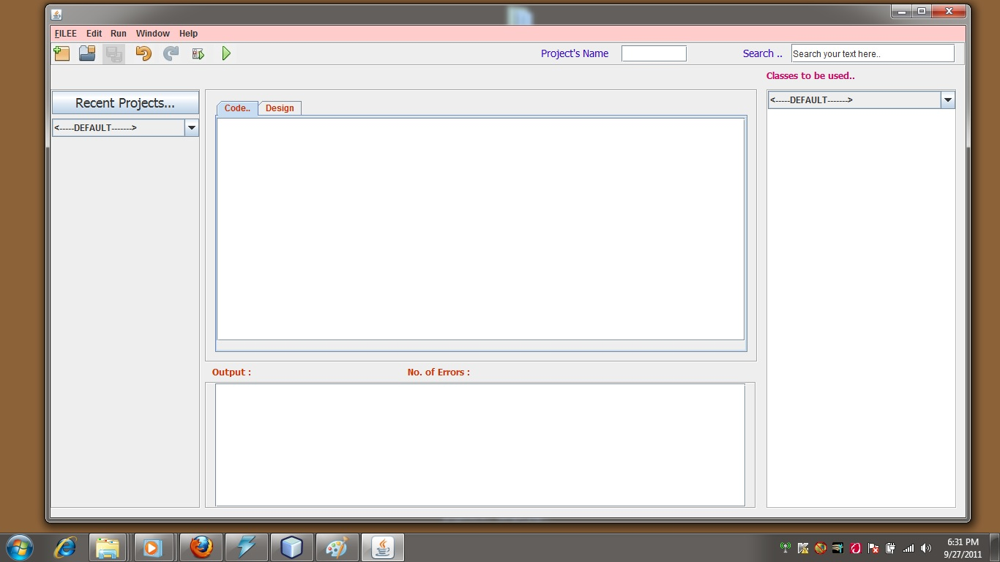 FILEE Edit Run Window Help
Project's Name Search .. Search your text here..
Classes to be used..
Recent Projects... <-----DEFAULT------->
Code.. Design
<-----DEFAULT------->
Output : No. of Errors :
6:31 PM
9/27/2011